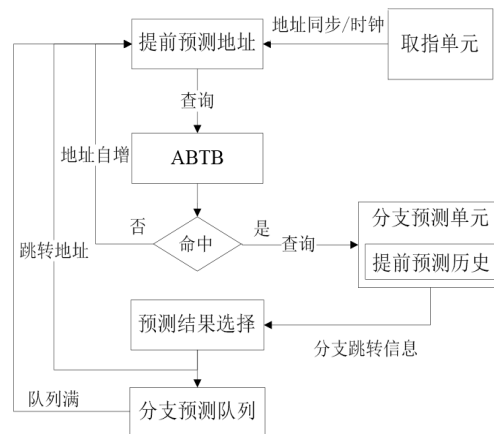 地址同步/时钟
提前预测地址
取指单元
查询
地址自增
ABTB
否
命中
是
查询
分支预测单元
提前预测历史
跳转地址
预测结果选择
分支跳转信息
队列满
分支预测队列